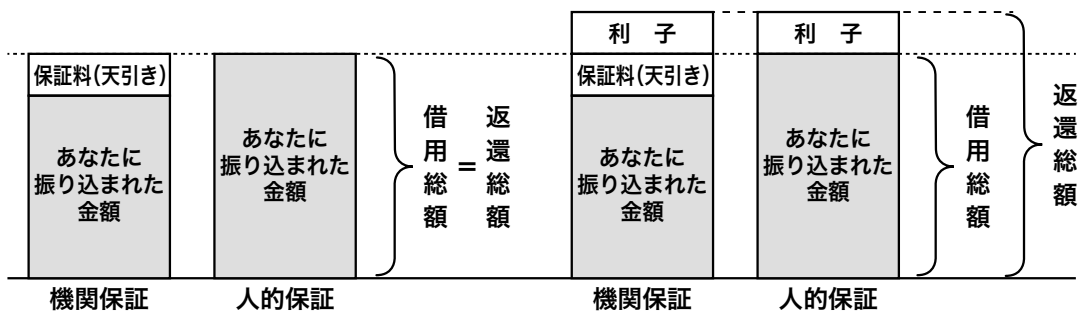 保証料(天引き)
あなたに
振り込まれた
金額
機関保証
あなたに
振り込まれた
金額
人的保証
借用総額
=
返還総額
利 子
保証料(天引き)
あなたに
振り込まれた
金額
機関保証
利 子
あなたに
振り込まれた
金額
人的保証
借用総額
返還総額